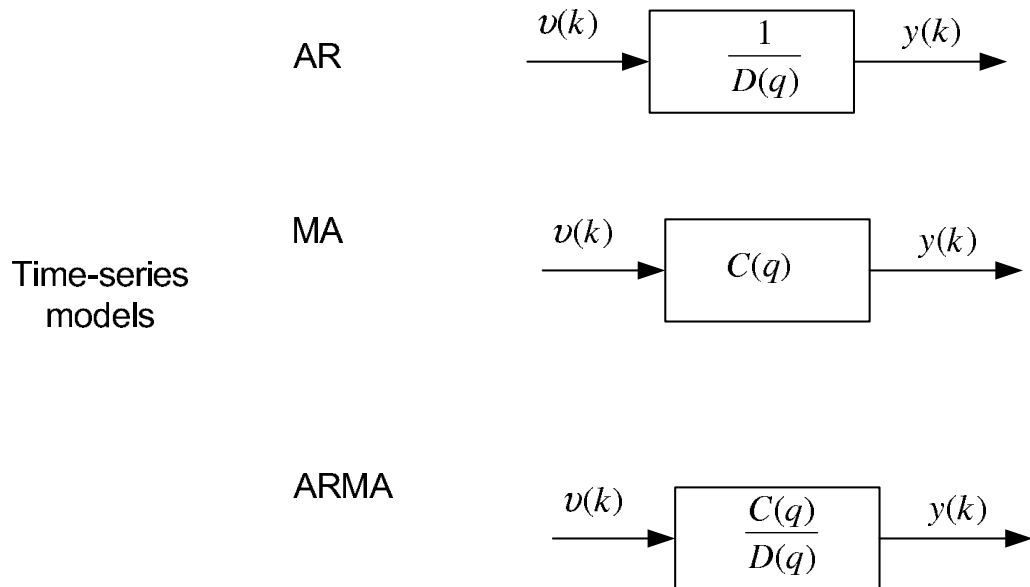 AR
υ(k)
1
D(q)
y(k)
MA
υ(k)
C(q)
y(k)
Time-series
models
ARMA
υ(k)
C(q)
D(q)
y(k)